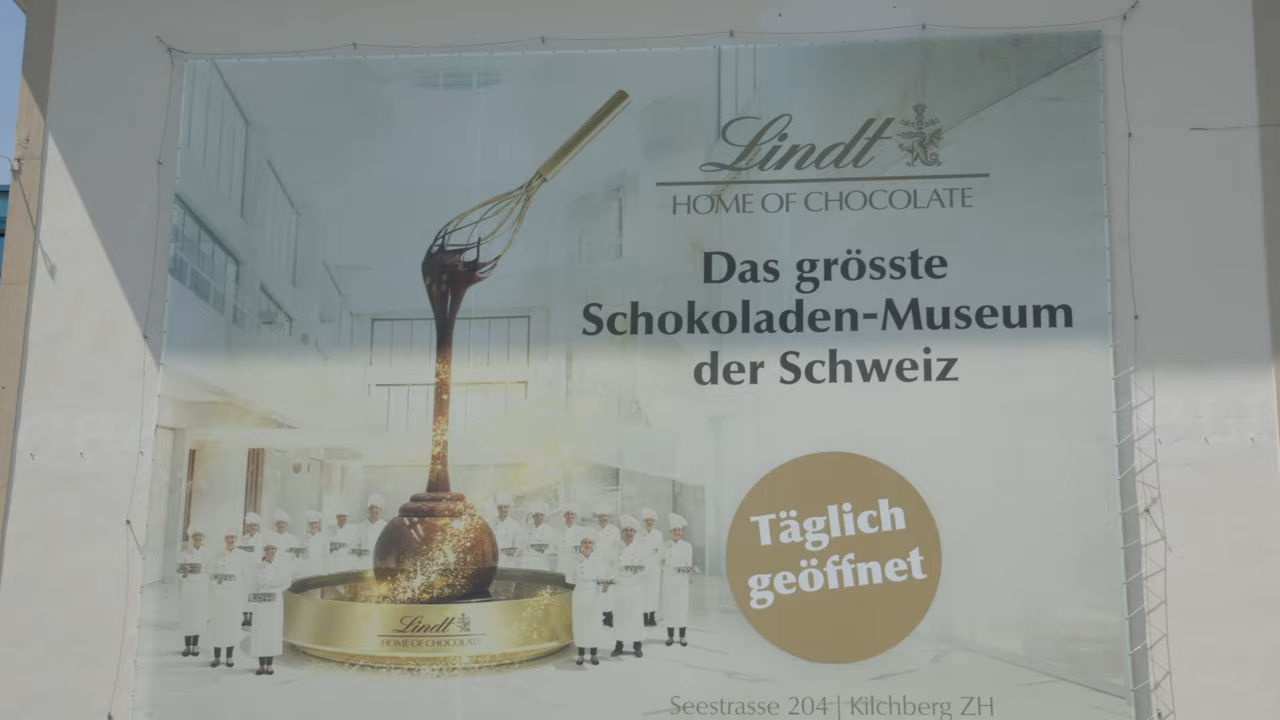 Lindt
HOME OF CHOCOLATE
Das grösste
Schokoladen-Museum
der Schweiz
Täglich
geöffnet
Lindt
HOME OF CHOCOLATE
Seestrasse 204 | Kilchberg ZH